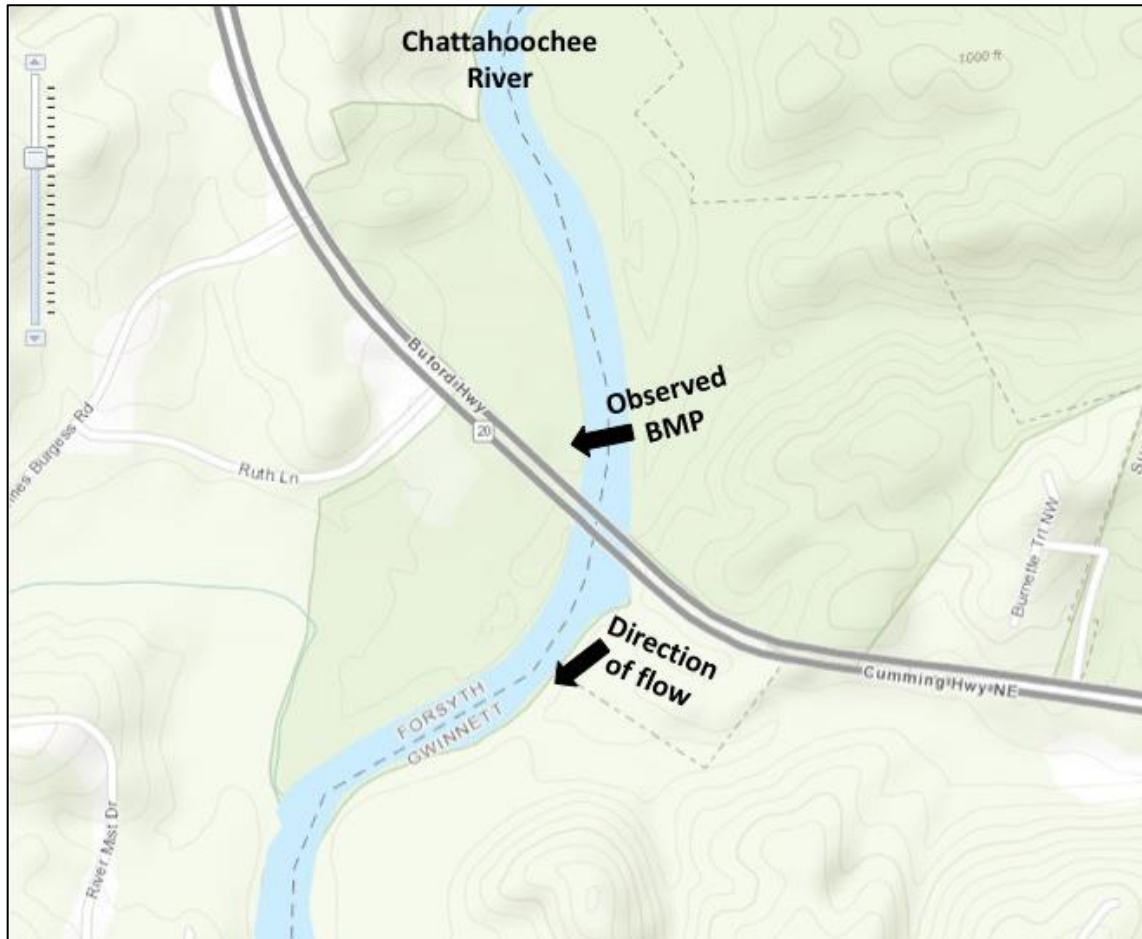 Chattahoochee
River
1000 ft
Observed
BMP
Buford Hwy
20
Burgess Rd
Ruth Ln
Burnette Trl NW
Direction
of flow
Cumming Hwy NE
FORSYTH
GWINNETT
River Mist Dr